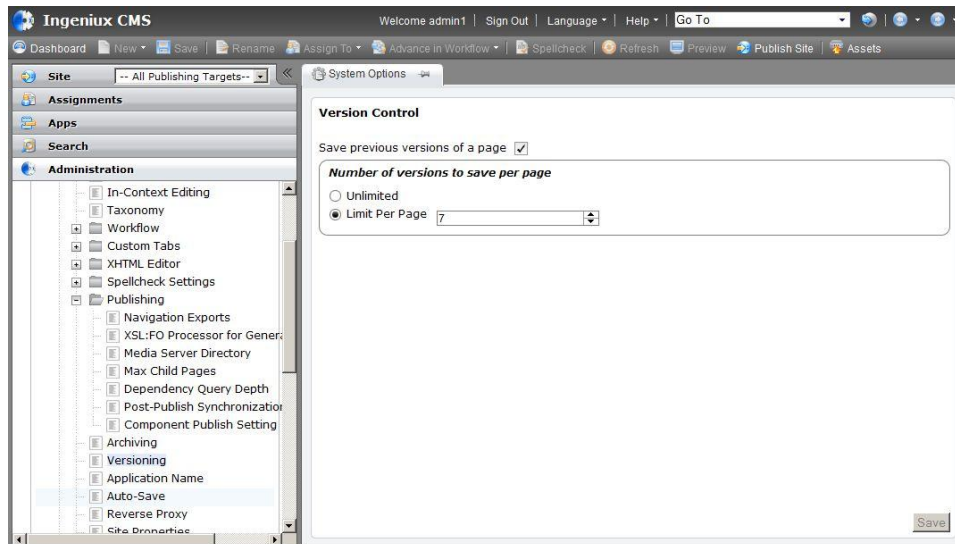 Ingeniux CMS
Welcome admin1 | Sign Out | Language | Help | Go To
Dashboard New Save Rename Assign To Advance in Workflow Spellcheck Refresh Preview Publish Site Assets
Site -- All Publishing Targets--
System Options
Assignments
Apps
Search
Administration
In-Context Editing
Taxonomy
Workflow
Custom Tabs
XHTML Editor
Spellcheck Settings
Publishing
Navigation Exports
XSL:FO Processor for Genera
Media Server Directory
Max Child Pages
Dependency Query Depth
Post-Publish Synchronization
Component Publish Setting
Archiving
Versioning
Application Name
Auto-Save
Reverse Proxy
Site Properties
Version Control
Save previous versions of a page
Number of versions to save per page
Unlimited
Limit Per Page 7
Save